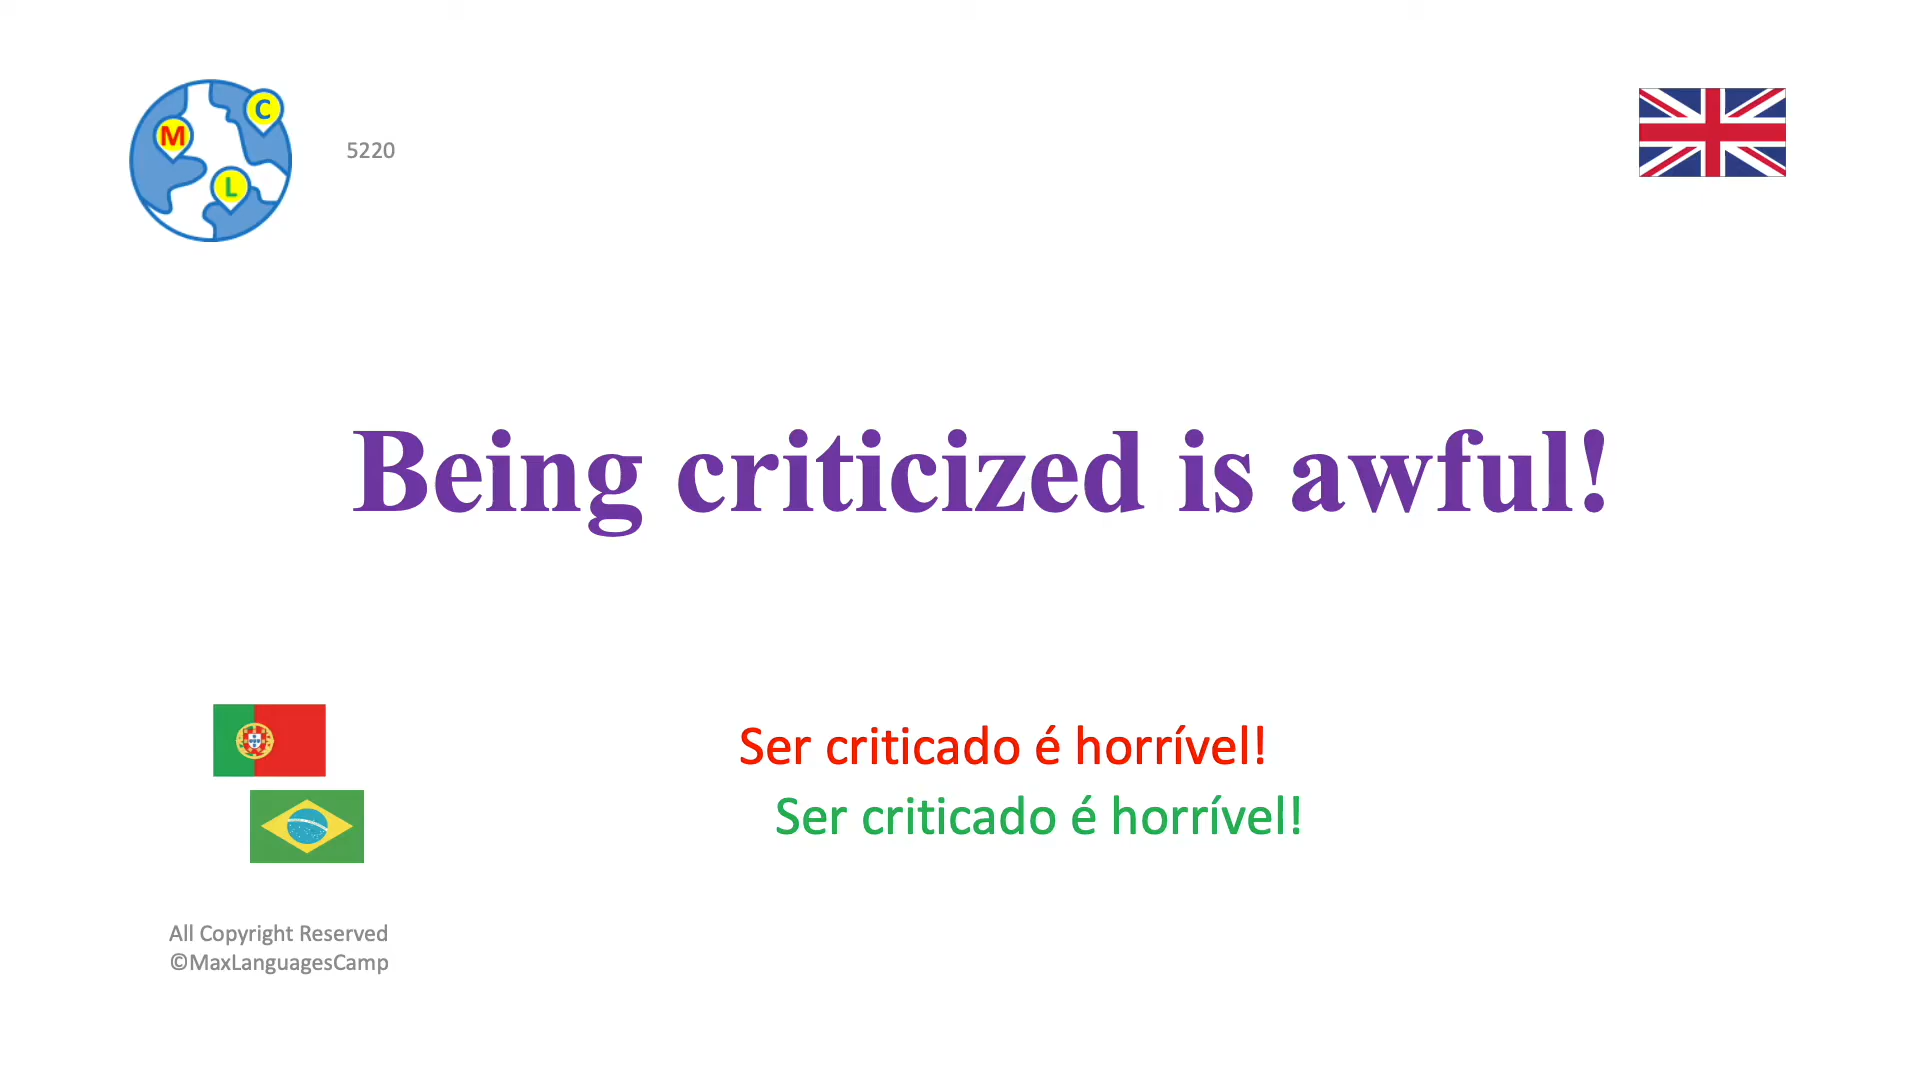 M
C
L
5220
Being criticized is awful!
Ser criticado é horrível!
Ser criticado é horrível!
All Copyright Reserved
©MaxLanguagesCamp